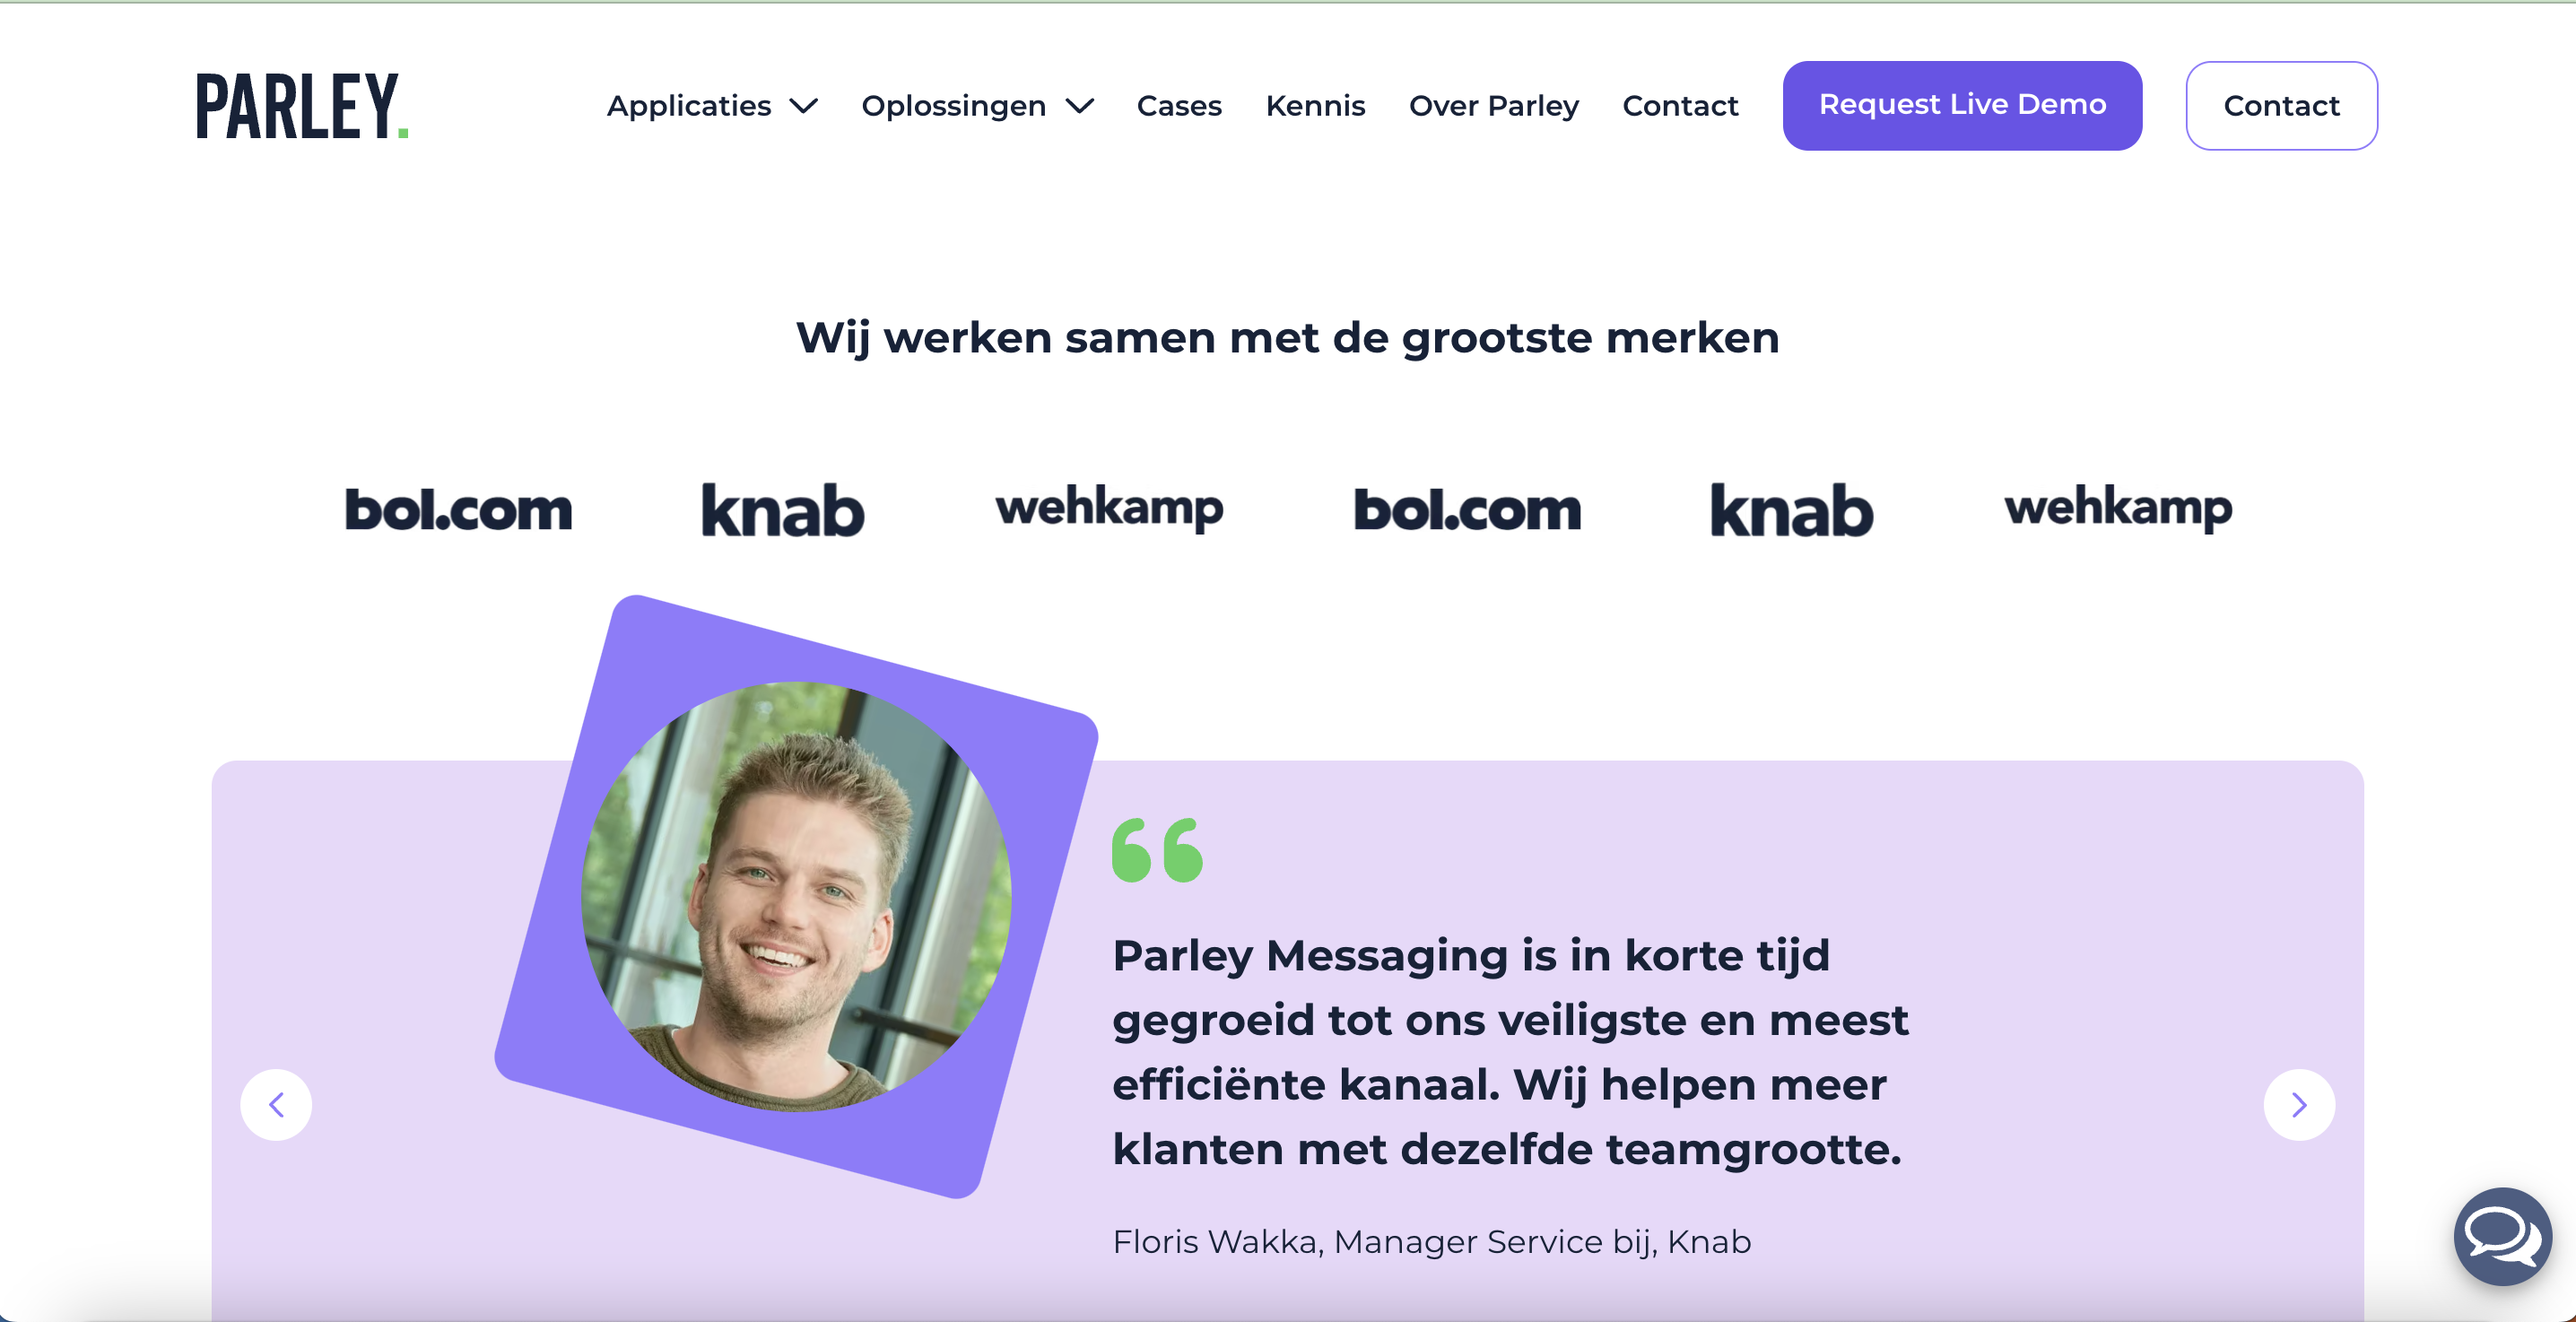 PARLEY.
Applicaties
Oplossingen
Cases
Kennis
Over Parley
Contact
Request Live Demo
Contact
Wij werken samen met de grootste merken
bol.com
knab
wehkamp
bol.com
knab
wehkamp
Parley Messaging is in korte tijd
gegroeid tot ons veiligste en meest
efficiënte kanaal. Wij helpen meer
klanten met dezelfde teamgrootte.
Floris Wakka, Manager Service bij, Knab